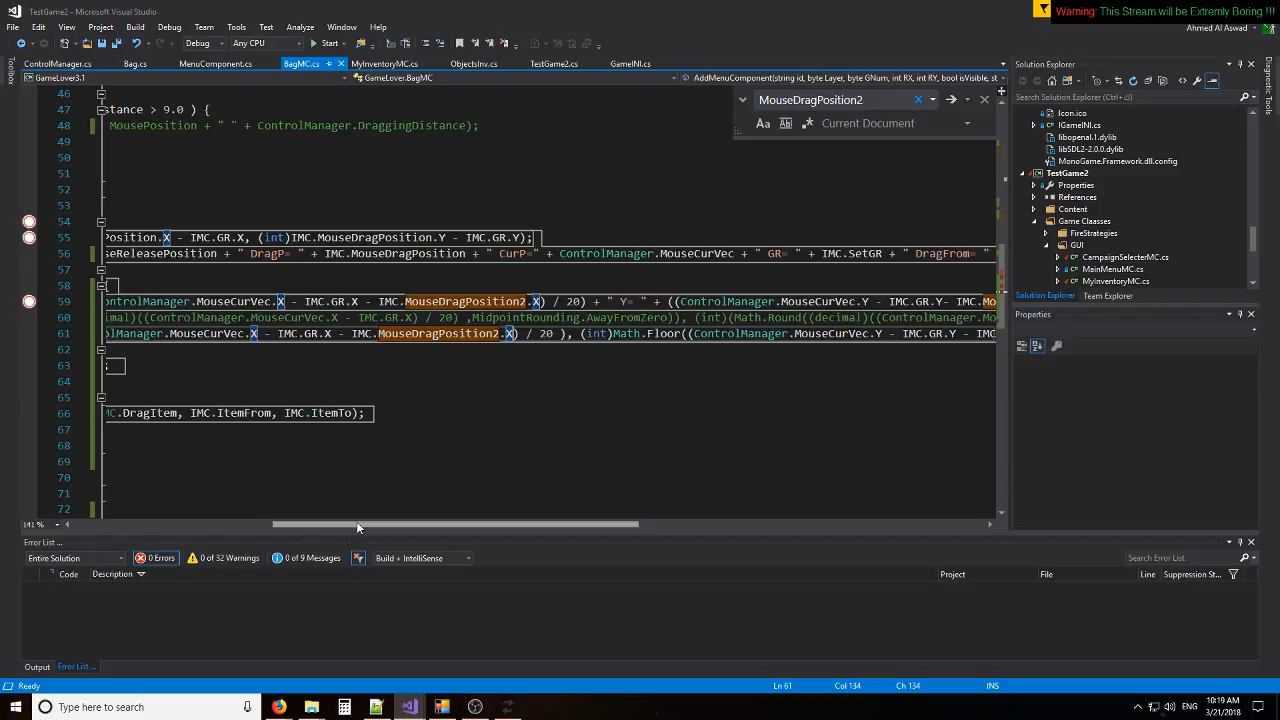 TestGame2 - Microsoft Visual Studio
Warning: This Stream will be Extremly Boring !!!
File Edit View Project Build Debug Team Tools Test Analyze Window Help
Ahmed Al Aswad
Debug Any CPU Start
ControlManager.cs Bag.cs MenuComponent.cs BagMC.cs MyInventoryMC.cs ObjectsInv.cs TestGame2.cs GameINI.cs
GameLover3.1 GameLover.BagMC AddMenuComponent(string id, byte Layer, byte GNum, int RX, int RY, bool isVisible, st
Toolbox
Diagnostic Tools
MouseDragPosition2
Aa Current Document
46
47 stance > 9.0 ) {
48 MousePosition + " " + ControlManager.DraggingDistance);
49
50
51
52
53
54
55 Position.X - IMC.GR.X, (int)IMC.MouseDragPosition.Y - IMC.GR.Y);
56 seReleasePosition + " DragP= " + IMC.MouseDragPosition + " CurP=" + ControlManager.MouseCurVec + " GR= " + IMC.SetGR + " DragFrom= "
57
58
59 ontrolManager.MouseCurVec.X - IMC.GR.X - IMC.MouseDragPosition2.X) / 20) + " Y= " + ((ControlManager.MouseCurVec.Y - IMC.GR.Y- IMC.Mo
60 imal)((ControlManager.MouseCurVec.X - IMC.GR.X) / 20) ,MidpointRounding.AwayFromZero)), (int)(Math.Round((decimal)((ControlManager.Mo
61 olManager.MouseCurVec.X - IMC.GR.X - IMC.MouseDragPosition2.X) / 20 ), (int)Math.Floor((ControlManager.MouseCurVec.Y - IMC.GR.Y - IMC
62
63 ;
64
65
66 MC.DragItem, IMC.ItemFrom, IMC.ItemTo);
67
68
69
70
71
72
141 %
Solution Explorer
Search Solution Explorer
Icon.ico
IGameINI.cs
libopenal.1.dylib
libSDL2-2.0.0.dylib
MonoGame.Framework.dll.config
TestGame2
Properties
References
Content
Game Classes
FireStrategies
GUI
CampaignSelecterMC.cs
MainMenuMC.cs
MyInventoryMC.cs
Solution Explorer Team Explorer
Properties
Error List ...
Entire Solution 0 Errors 0 of 32 Warnings 0 of 9 Messages Build + IntelliSense Search Error List
Code Description Project File Line Suppression St...
Output Error List ...
Ready Ln 61 Col 134 Ch 134 INS
Type here to search
ENG
10:19 AM
3/21/2018